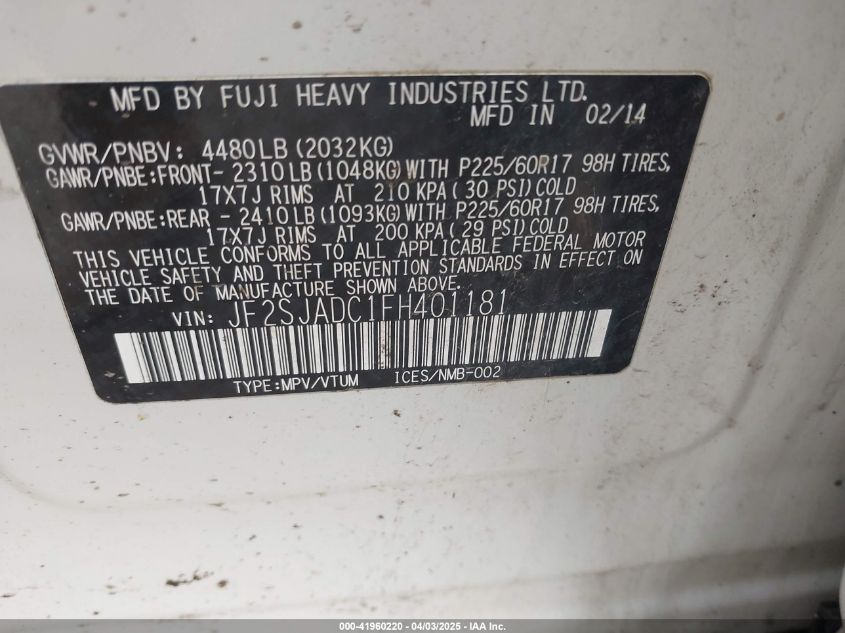 MFD BY FUJI HEAVY INDUSTRIES LTD.
MFD IN 02/14
GVWR/PNBV: 4480LB (2032KG)
GAWR/PNBE:FRONT- 2310LB (1048KG) WITH P225/60R17 98H TIRES,
17X7J RIMS AT 210 KPA (30 PSI) COLD
GAWR/PNBE:REAR - 2410LB (1093KG) WITH P225/60R17 98H TIRES,
17X7J RIMS AT 200 KPA (29 PSI) COLD
THIS VEHICLE CONFORMS TO ALL APPLICABLE FEDERAL MOTOR
VEHICLE SAFETY AND THEFT PREVENTION STANDARDS IN EFFECT ON
THE DATE OF MANUFACTURE SHOWN ABOVE.
VIN: JF2SJADC1FH401181
TYPE:MPV/VTUM ICES/NMB-002
000-41960220 - 04/03/2025 - IAA Inc.